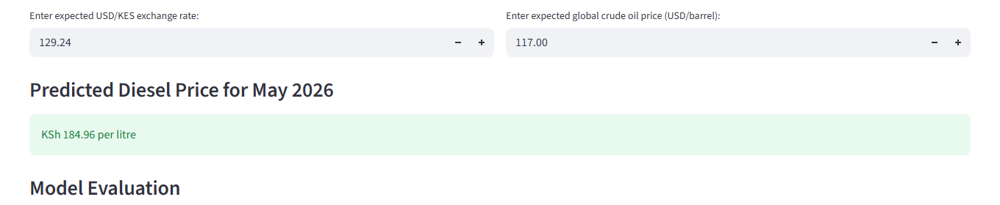 Enter expected USD/KES exchange rate:
Enter expected global crude oil price (USD/barrel):
129.24
117.00
Predicted Diesel Price for May 2026
KSh 184.96 per litre
Model Evaluation